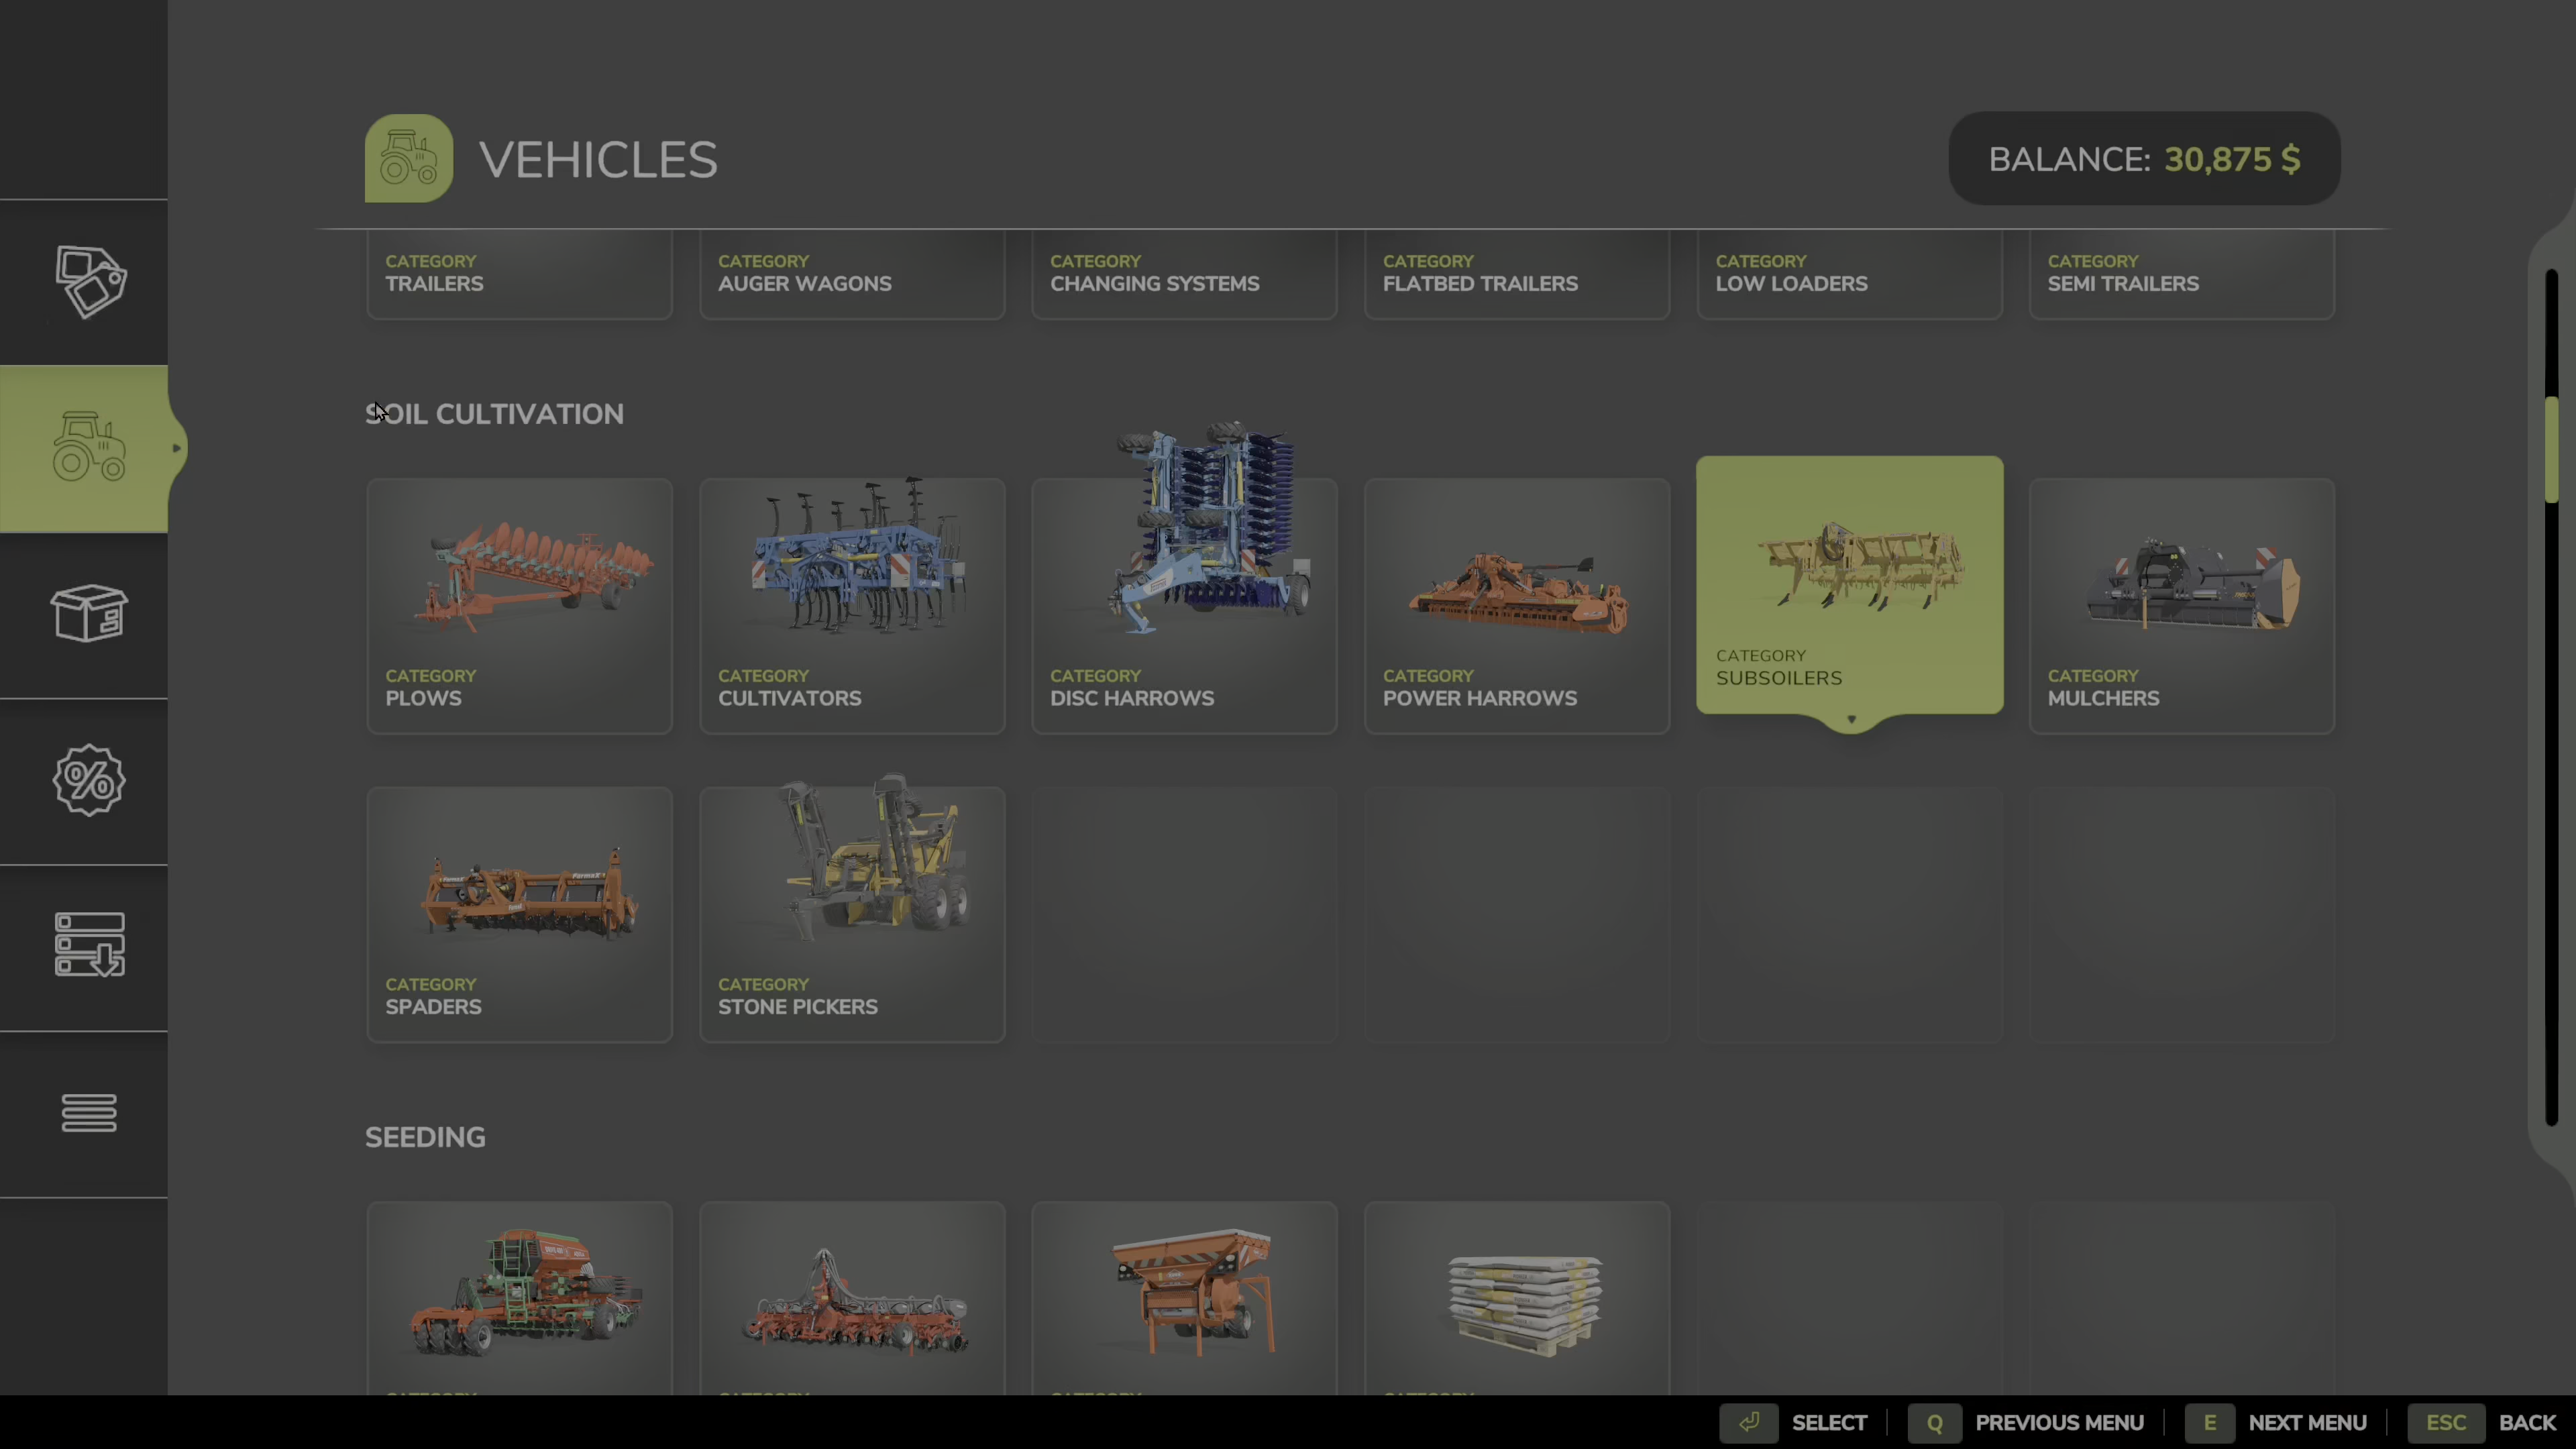 VEHICLES
BALANCE: 30,875 $
CATEGORY
TRAILERS
CATEGORY
AUGER WAGONS
CATEGORY
CHANGING SYSTEMS
CATEGORY
FLATBED TRAILERS
CATEGORY
LOW LOADERS
CATEGORY
SEMI TRAILERS
SOIL CULTIVATION
CATEGORY
PLOWS
CATEGORY
CULTIVATORS
CATEGORY
DISC HARROWS
CATEGORY
POWER HARROWS
CATEGORY
SUBSOILERS
CATEGORY
MULCHERS
CATEGORY
SPADERS
CATEGORY
STONE PICKERS
SEEDING
SELECT
Q PREVIOUS MENU
E NEXT MENU
ESC BACK